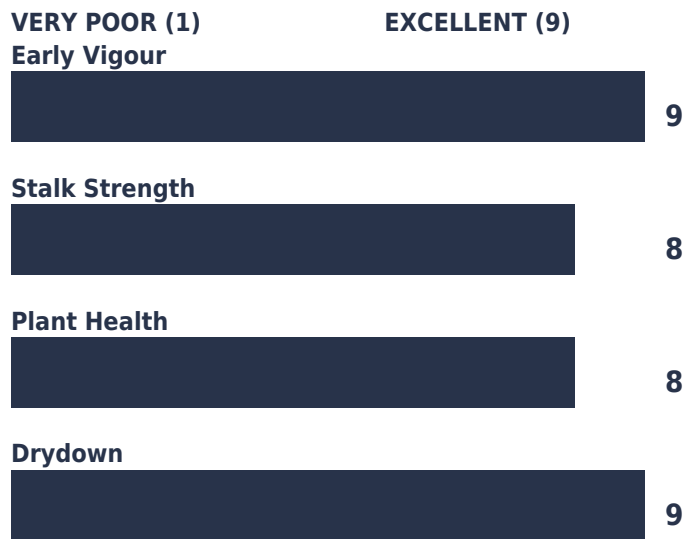 VERY POOR (1) EXCELLENT (9)
Early Vigour
9
Stalk Strength
8
Plant Health
8
Drydown
9